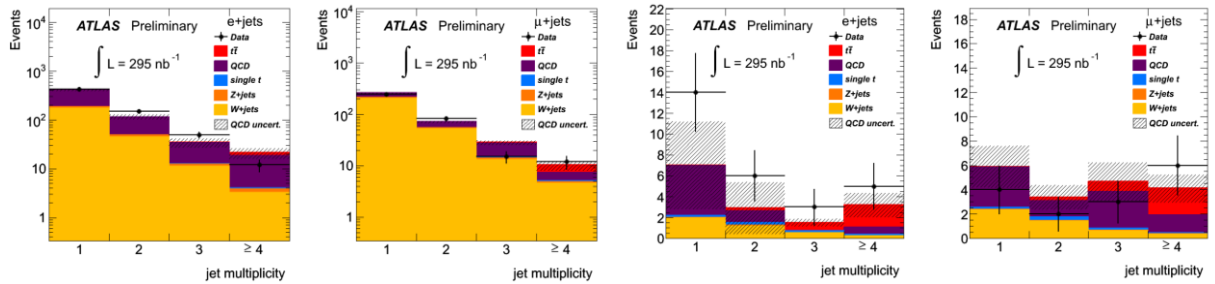 Events
ATLAS Preliminary
e+jets
∫ L = 295 nb⁻¹
Data
tt̄
QCD
single t
Z+jets
W+jets
QCD uncert.
10⁴
10³
10²
10
1
1 2 3 ≥ 4
jet multiplicity
Events
ATLAS Preliminary
μ+jets
∫ L = 295 nb⁻¹
Data
tt̄
QCD
single t
Z+jets
W+jets
QCD uncert.
10⁴
10³
10²
10
1
1 2 3 ≥ 4
jet multiplicity
Events
ATLAS Preliminary
e+jets
∫ L = 295 nb⁻¹
Data
tt̄
QCD
single t
Z+jets
W+jets
QCD uncert.
22
20
18
16
14
12
10
8
6
4
2
0
1 2 3 ≥ 4
jet multiplicity
Events
ATLAS Preliminary
μ+jets
∫ L = 295 nb⁻¹
Data
tt̄
QCD
single t
Z+jets
W+jets
QCD uncert.
18
16
14
12
10
8
6
4
2
0
1 2 3 ≥ 4
jet multiplicity